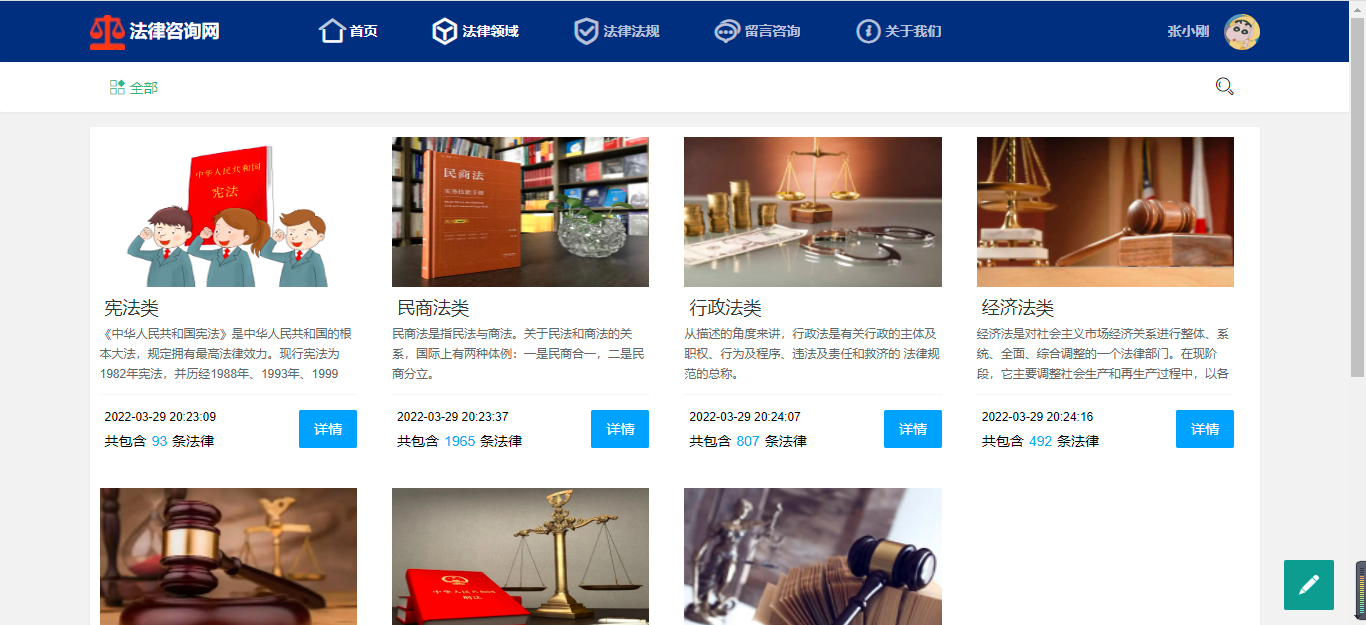 法律咨询网
首页
法律领域
法律法规
留言咨询
关于我们
张小刚
全部
中华人民共和国
宪法
民商法
宪法类
《中华人民共和国宪法》是中华人民共和国的根
本大法，规定拥有最高法律效力。现行宪法为
1982年宪法，并历经1988年、1993年、1999
2022-03-29 20:23:09
共包含 93 条法律
详情
民商法类
民商法是指民法与商法。关于民法和商法的关
系，国际上有两种体例：一是民商合一，二是民
商分立。
2022-03-29 20:23:37
共包含 1965 条法律
详情
行政法类
从描述的角度来讲，行政法是有关行政的主体及
职权、行为及程序、违法及责任和救济的 法律规
范的总称。
2022-03-29 20:24:07
共包含 807 条法律
详情
经济法类
经济法是对社会主义市场经济关系进行整体、系
统、全面、综合调整的一个法律部门。在现阶
段，它主要调整社会生产和再生产过程中，以各
2022-03-29 20:24:16
共包含 492 条法律
详情